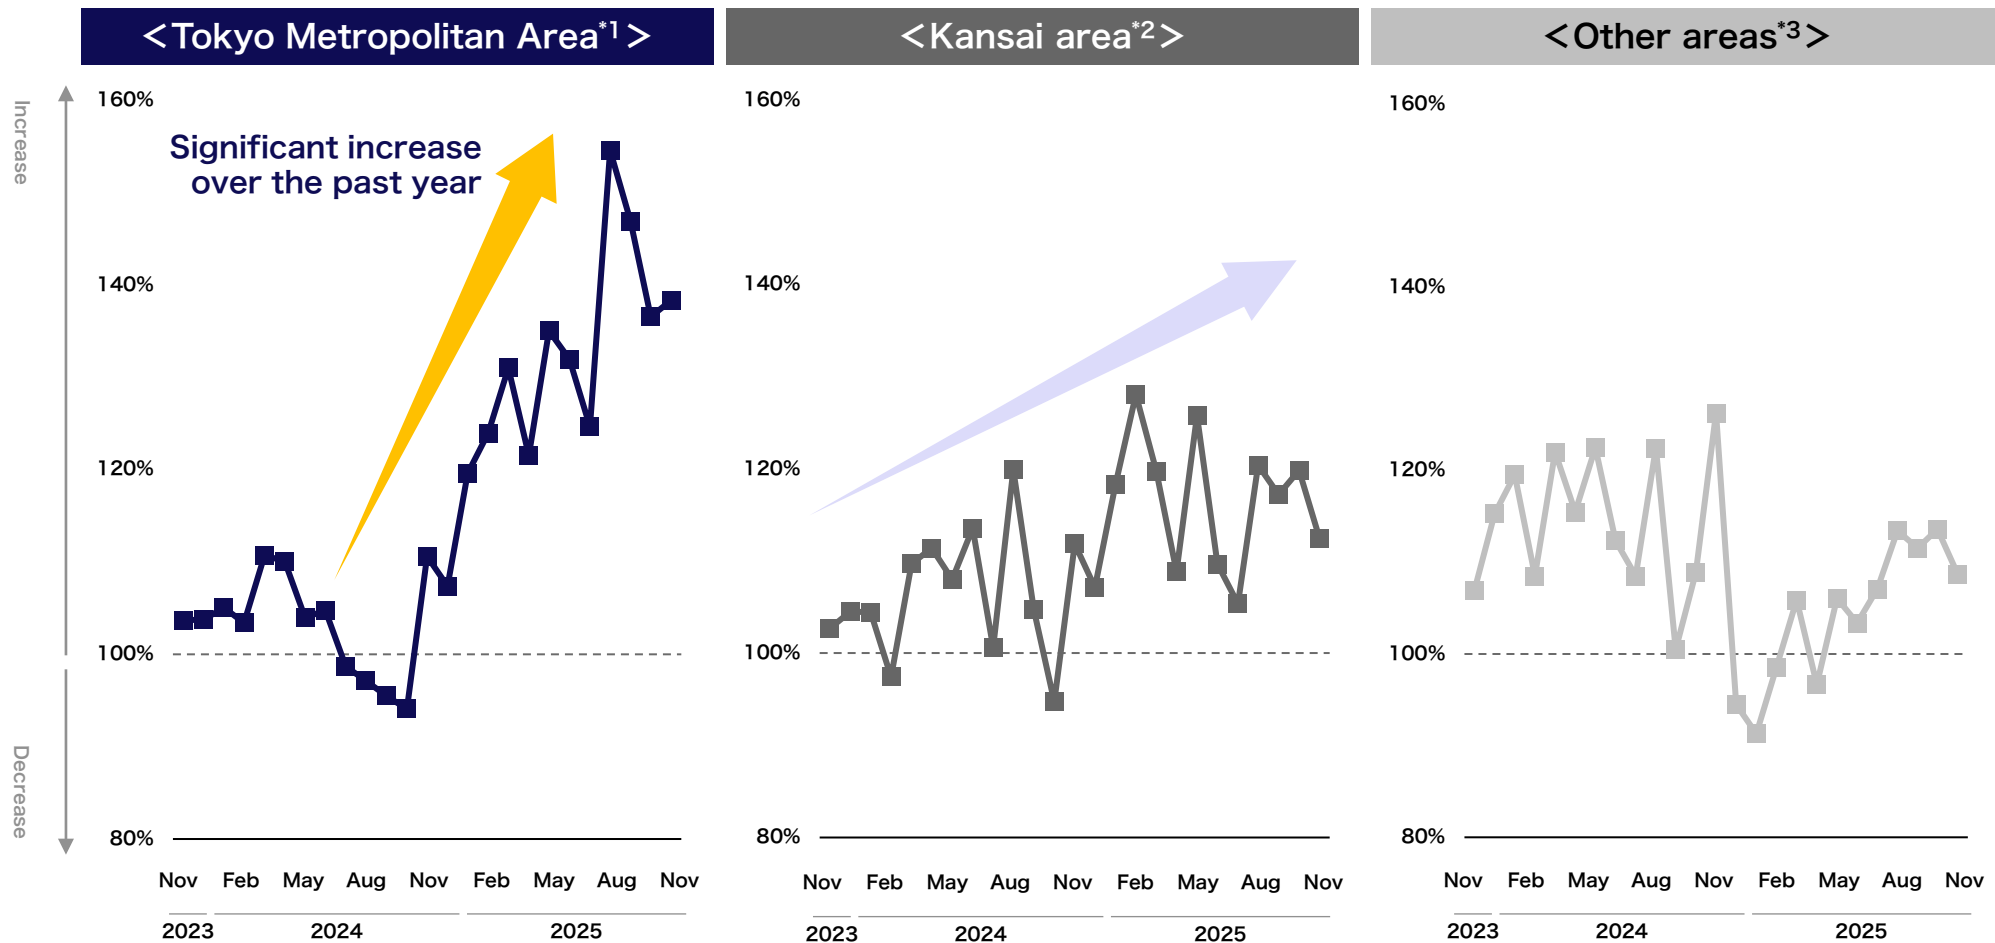 <Tokyo Metropolitan Area*1>
<Kansai area*2>
<Other areas*3>
Increase
Decrease
160%
140%
120%
100%
80%
Significant increase
over the past year
Nov Feb May Aug Nov Feb May Aug Nov
2023 2024 2025
160%
140%
120%
100%
80%
Nov Feb May Aug Nov Feb May Aug Nov
2023 2024 2025
160%
140%
120%
100%
80%
Nov Feb May Aug Nov Feb May Aug Nov
2023 2024 2025